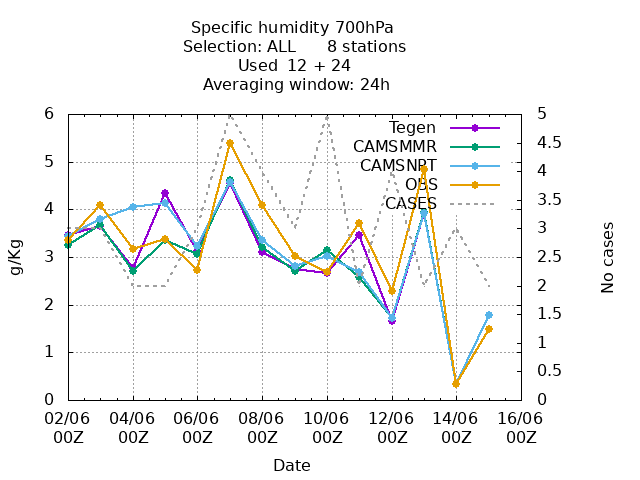 Specific humidity 700hPa
Selection: ALL 8 stations
Used 12 + 24
Averaging window: 24h
Tegen
CAMSMMR
CAMSNRT
OBS
CASES
g/Kg
6
5
4
3
2
1
0
No cases
5
4.5
4
3.5
3
2.5
2
1.5
1
0.5
0
02/06 04/06 06/06 08/06 10/06 12/06 14/06 16/06
00Z 00Z 00Z 00Z 00Z 00Z 00Z 00Z
Date